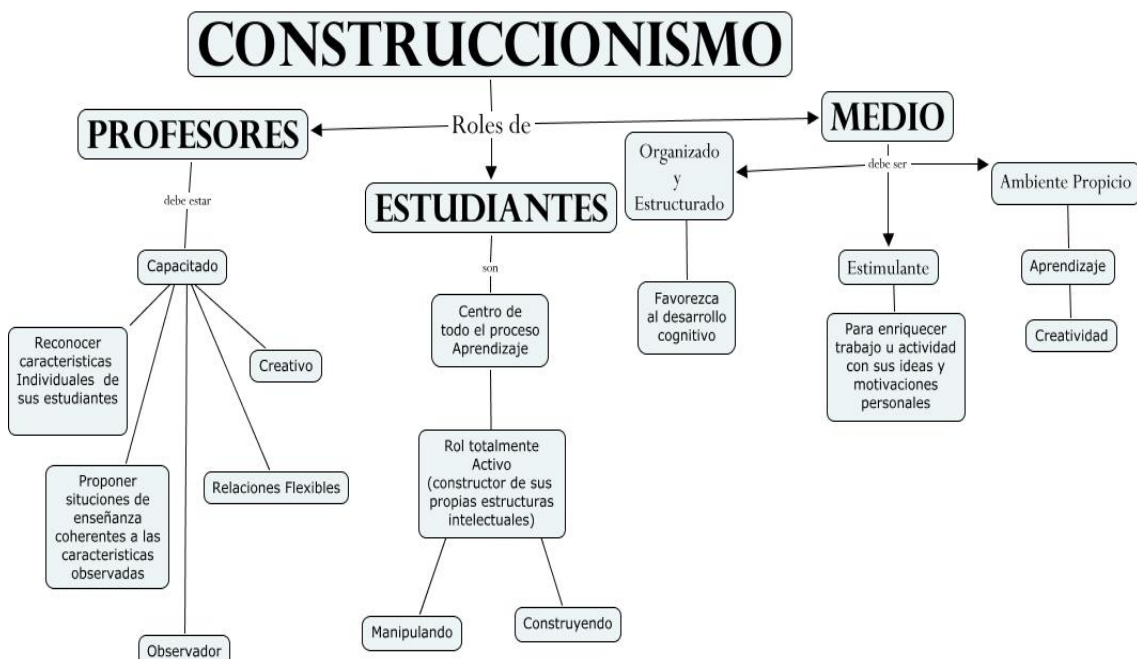 CONSTRUCCIONISMO
Roles de
PROFESORES
debe estar
Capacitado
Reconocer
caracteristicas
Individuales de
sus estudiantes
Proponer
situciones de
enseñanza
coherentes a las
caracteristicas
observadas
Observador
Relaciones Flexibles
Creativo
ESTUDIANTES
son
Centro de
todo el proceso
Aprendizaje
Rol totalmente
Activo
(constructor de sus
propias estructuras
intelectuales)
Manipulando
Construyendo
MEDIO
debe ser
Organizado
y
Estructurado
Favorezca
al desarrollo
cognitivo
Estimulante
Para enriquecer
trabajo u actividad
con sus ideas y
motivaciones
personales
Ambiente Propicio
Aprendizaje
Creatividad